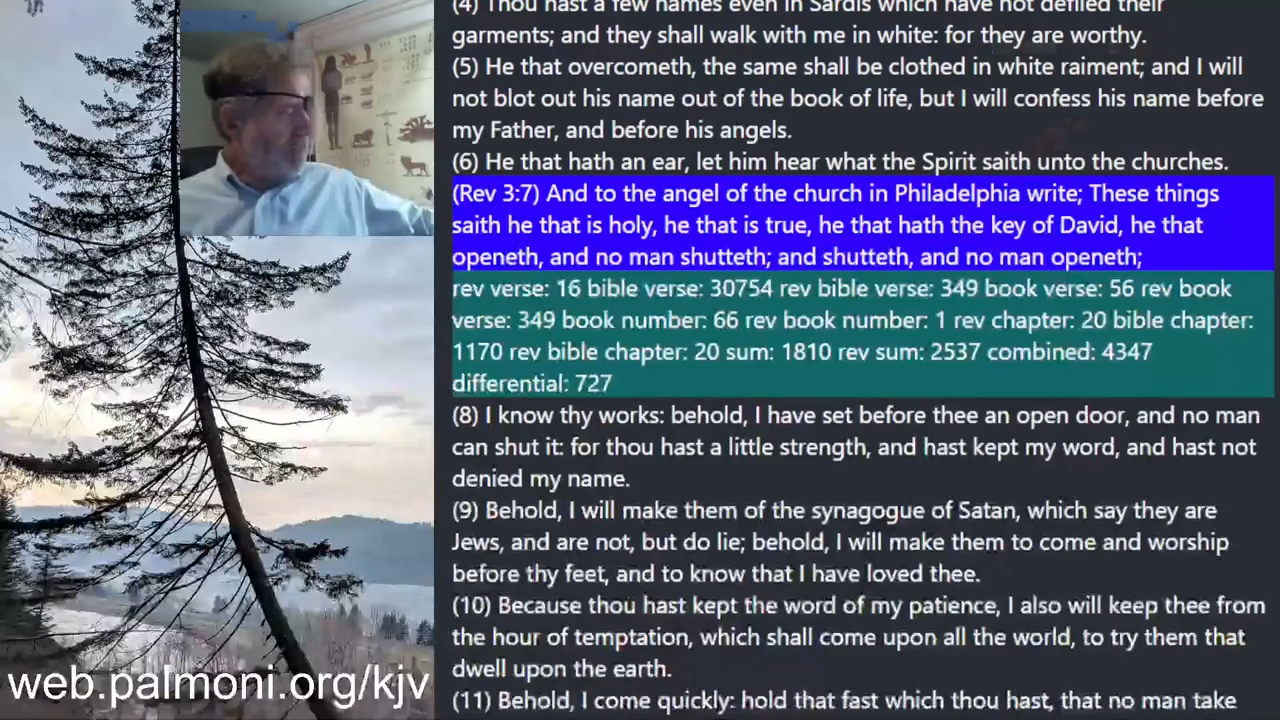 (4) Thou hast a few names even in Sardis which have not defiled their
garments; and they shall walk with me in white: for they are worthy.
(5) He that overcometh, the same shall be clothed in white raiment; and I will
not blot out his name out of the book of life, but I will confess his name before
my Father, and before his angels.
(6) He that hath an ear, let him hear what the Spirit saith unto the churches.
(Rev 3:7) And to the angel of the church in Philadelphia write; These things
saith he that is holy, he that is true, he that hath the key of David, he that
openeth, and no man shutteth; and shutteth, and no man openeth;
rev verse: 16 bible verse: 30754 rev bible verse: 349 book verse: 56 rev book
verse: 349 book number: 66 rev book number: 1 rev chapter: 20 bible chapter:
1170 rev bible chapter: 20 sum: 1810 rev sum: 2537 combined: 4347
differential: 727
(8) I know thy works: behold, I have set before thee an open door, and no man
can shut it: for thou hast a little strength, and hast kept my word, and hast not
denied my name.
(9) Behold, I will make them of the synagogue of Satan, which say they are
Jews, and are not, but do lie; behold, I will make them to come and worship
before thy feet, and to know that I have loved thee.
(10) Because thou hast kept the word of my patience, I also will keep thee from
the hour of temptation, which shall come upon all the world, to try them that
dwell upon the earth.
(11) Behold, I come quickly: hold that fast which thou hast, that no man take
web.palmoni.org/kjv